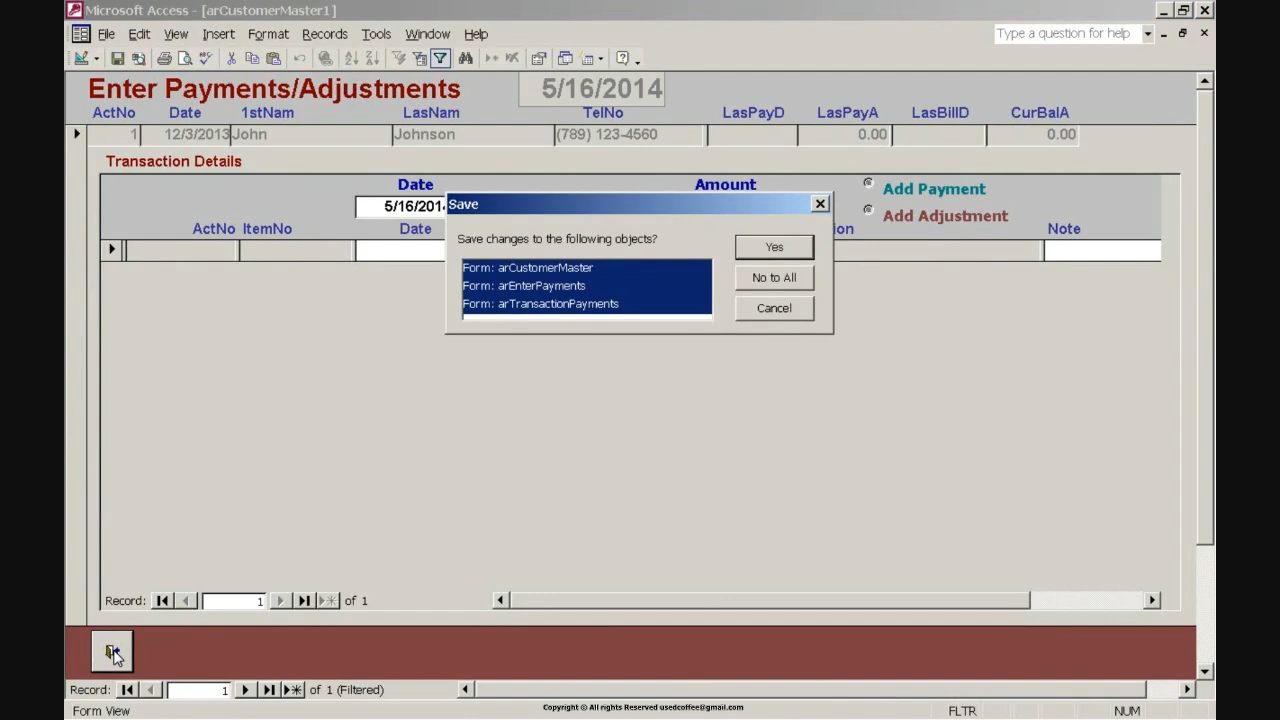 Microsoft Access - [arCustomerMaster1]
File Edit View Insert Format Records Tools Window Help
Type a question for help
Enter Payments/Adjustments 5/16/2014
ActNo Date 1stNam LasNam TelNo LasPayD LasPayA LasBillD CurBalA
1 12/3/2013 John Johnson (789) 123-4560 0.00 0.00
Transaction Details
Date Amount Add Payment
5/16/2014 Add Adjustment
ActNo ItemNo Date ion Note
Save
Save changes to the following objects?
Form: arCustomerMaster
Form: arEnterPayments
Form: arTransactionPayments
Yes
No to All
Cancel
Record: 1 of 1
Record: 1 of 1 (Filtered)
Form View Copyright © All rights Reserved usedcoffee@gmail.com FLTR NUM